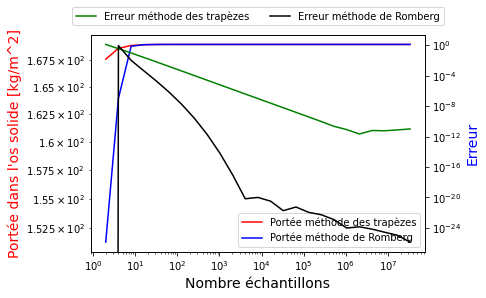 Erreur méthode des trapèzes
Erreur méthode de Romberg
Portée dans l'os solide [kg/m^2]
1.675 × 10^2
1.65 × 10^2
1.625 × 10^2
1.6 × 10^2
1.575 × 10^2
1.55 × 10^2
1.525 × 10^2
10^0
10^-4
10^-8
10^-12
10^-16
10^-20
10^-24
Erreur
Portée méthode des trapèzes
Portée méthode de Romberg
10^0
10^1
10^2
10^3
10^4
10^5
10^6
10^7
Nombre échantillons